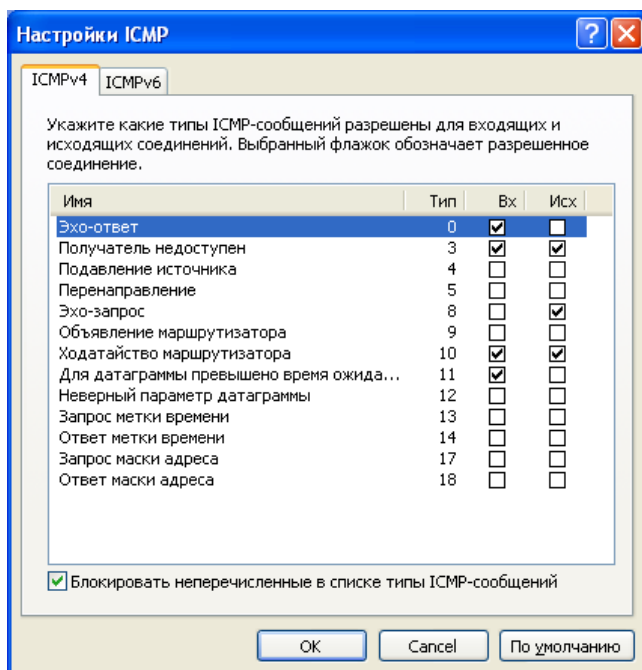 Настройки ICMP
ICMPv4 ICMPv6
Укажите какие типы ICMP-сообщений разрешены для входящих и
исходящих соединений. Выбранный флажок обозначает разрешенное
соединение.
Имя Тип Вх Исх
Эхо-ответ 0
Получатель недоступен 3
Подавление источника 4
Перенаправление 5
Эхо-запрос 8
Объявление маршрутизатора 9
Ходатайство маршрутизатора 10
Для датаграммы превышено время ожида... 11
Неверный параметр датаграммы 12
Запрос метки времени 13
Ответ метки времени 14
Запрос маски адреса 17
Ответ маски адреса 18
Блокировать неперечисленные в списке типы ICMP-сообщений
OK Cancel По умолчанию